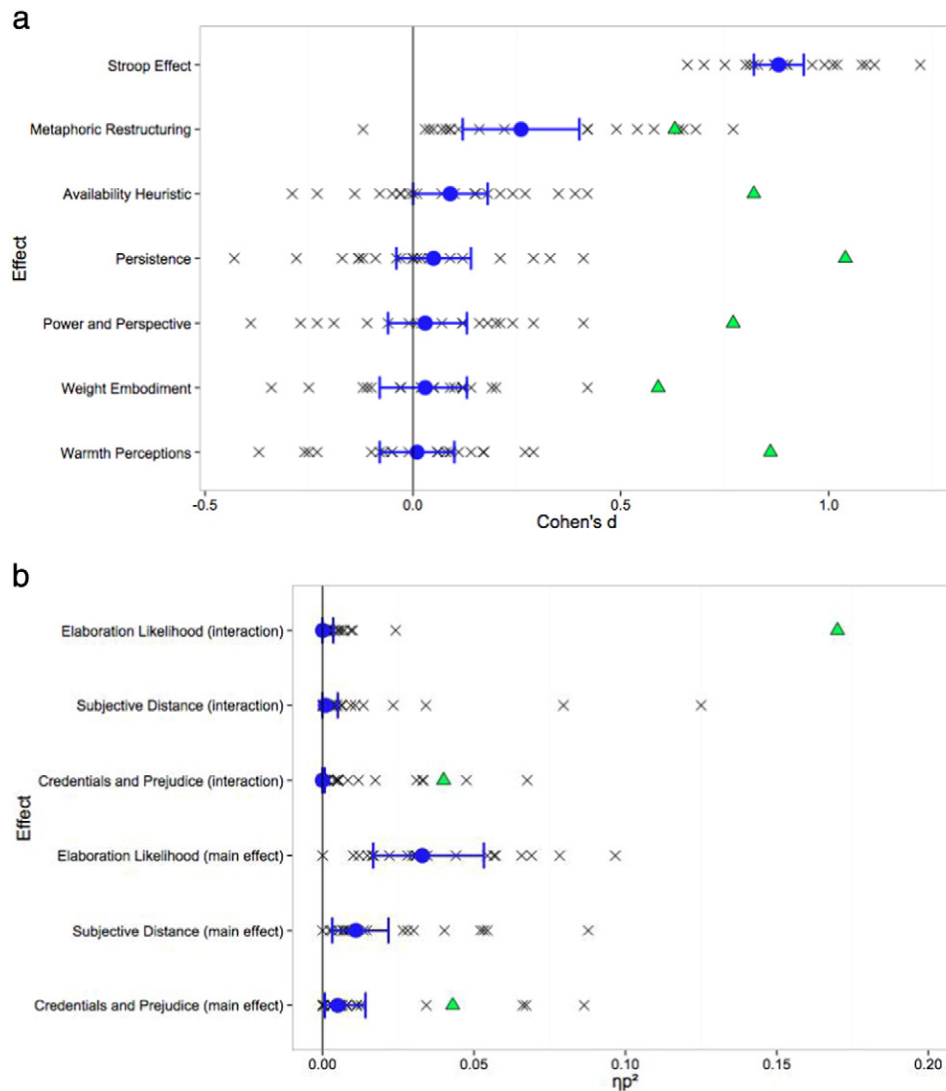 a
Stroop Effect
Metaphoric Restructuring
Availability Heuristic
Persistence
Power and Perspective
Weight Embodiment
Warmth Perceptions
Effect
-0.5 0.0 0.5 1.0
Cohen's d
b
Elaboration Likelihood (interaction)
Subjective Distance (interaction)
Credentials and Prejudice (interaction)
Elaboration Likelihood (main effect)
Subjective Distance (main effect)
Credentials and Prejudice (main effect)
Effect
0.00 0.05 0.10 0.15 0.20
ηp²